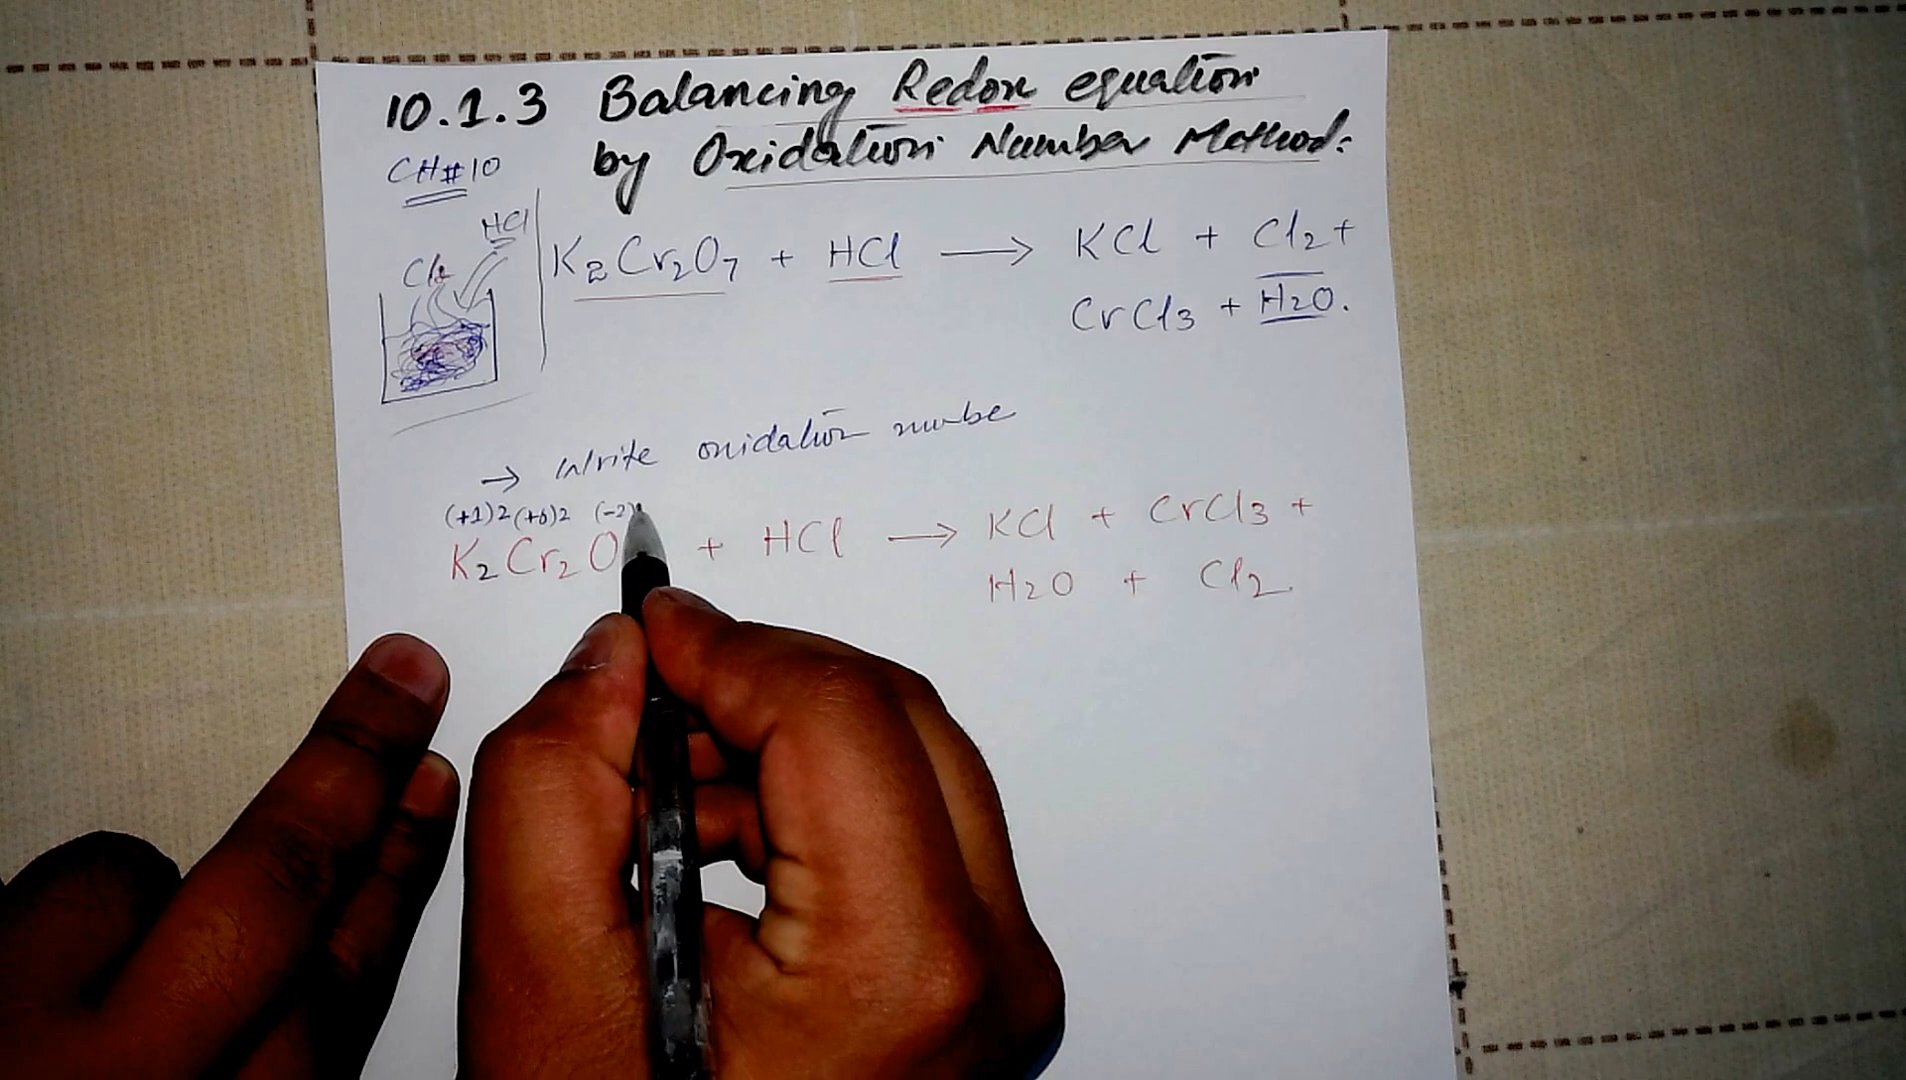 10.1.3 Balancing Redox equation
by Oxidation Number Method:
CH#10
HCl
Cl2
K2Cr2O7 + HCl → KCl + Cl2 +
CrCl3 + H2O.
→ Write oxidation numbe
(+1)2 (+6)2 (-2)
K2Cr2O + HCl → KCl + CrCl3 +
H2O + Cl2.